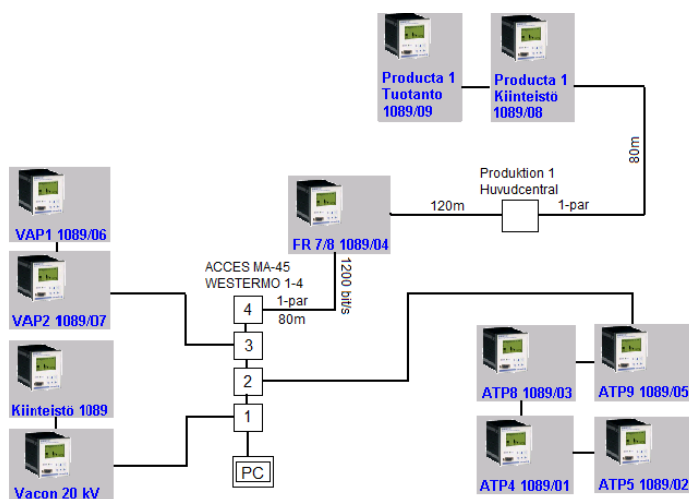 Producta 1
Tuotanto
1089/09
Producta 1
Kiinteistö
1089/08
80m
Produktion 1
Huvudcentral
120m
1-par
FR 7/8 1089/04
1200 bit/s
VAP1 1089/06
VAP2 1089/07
ACCES MA-45
WESTERMO 1-4
1-par
80m
4
3
2
1
PC
Kiinteistö 1089
Vacon 20 kV
ATP8 1089/03
ATP9 1089/05
ATP4 1089/01
ATP5 1089/02